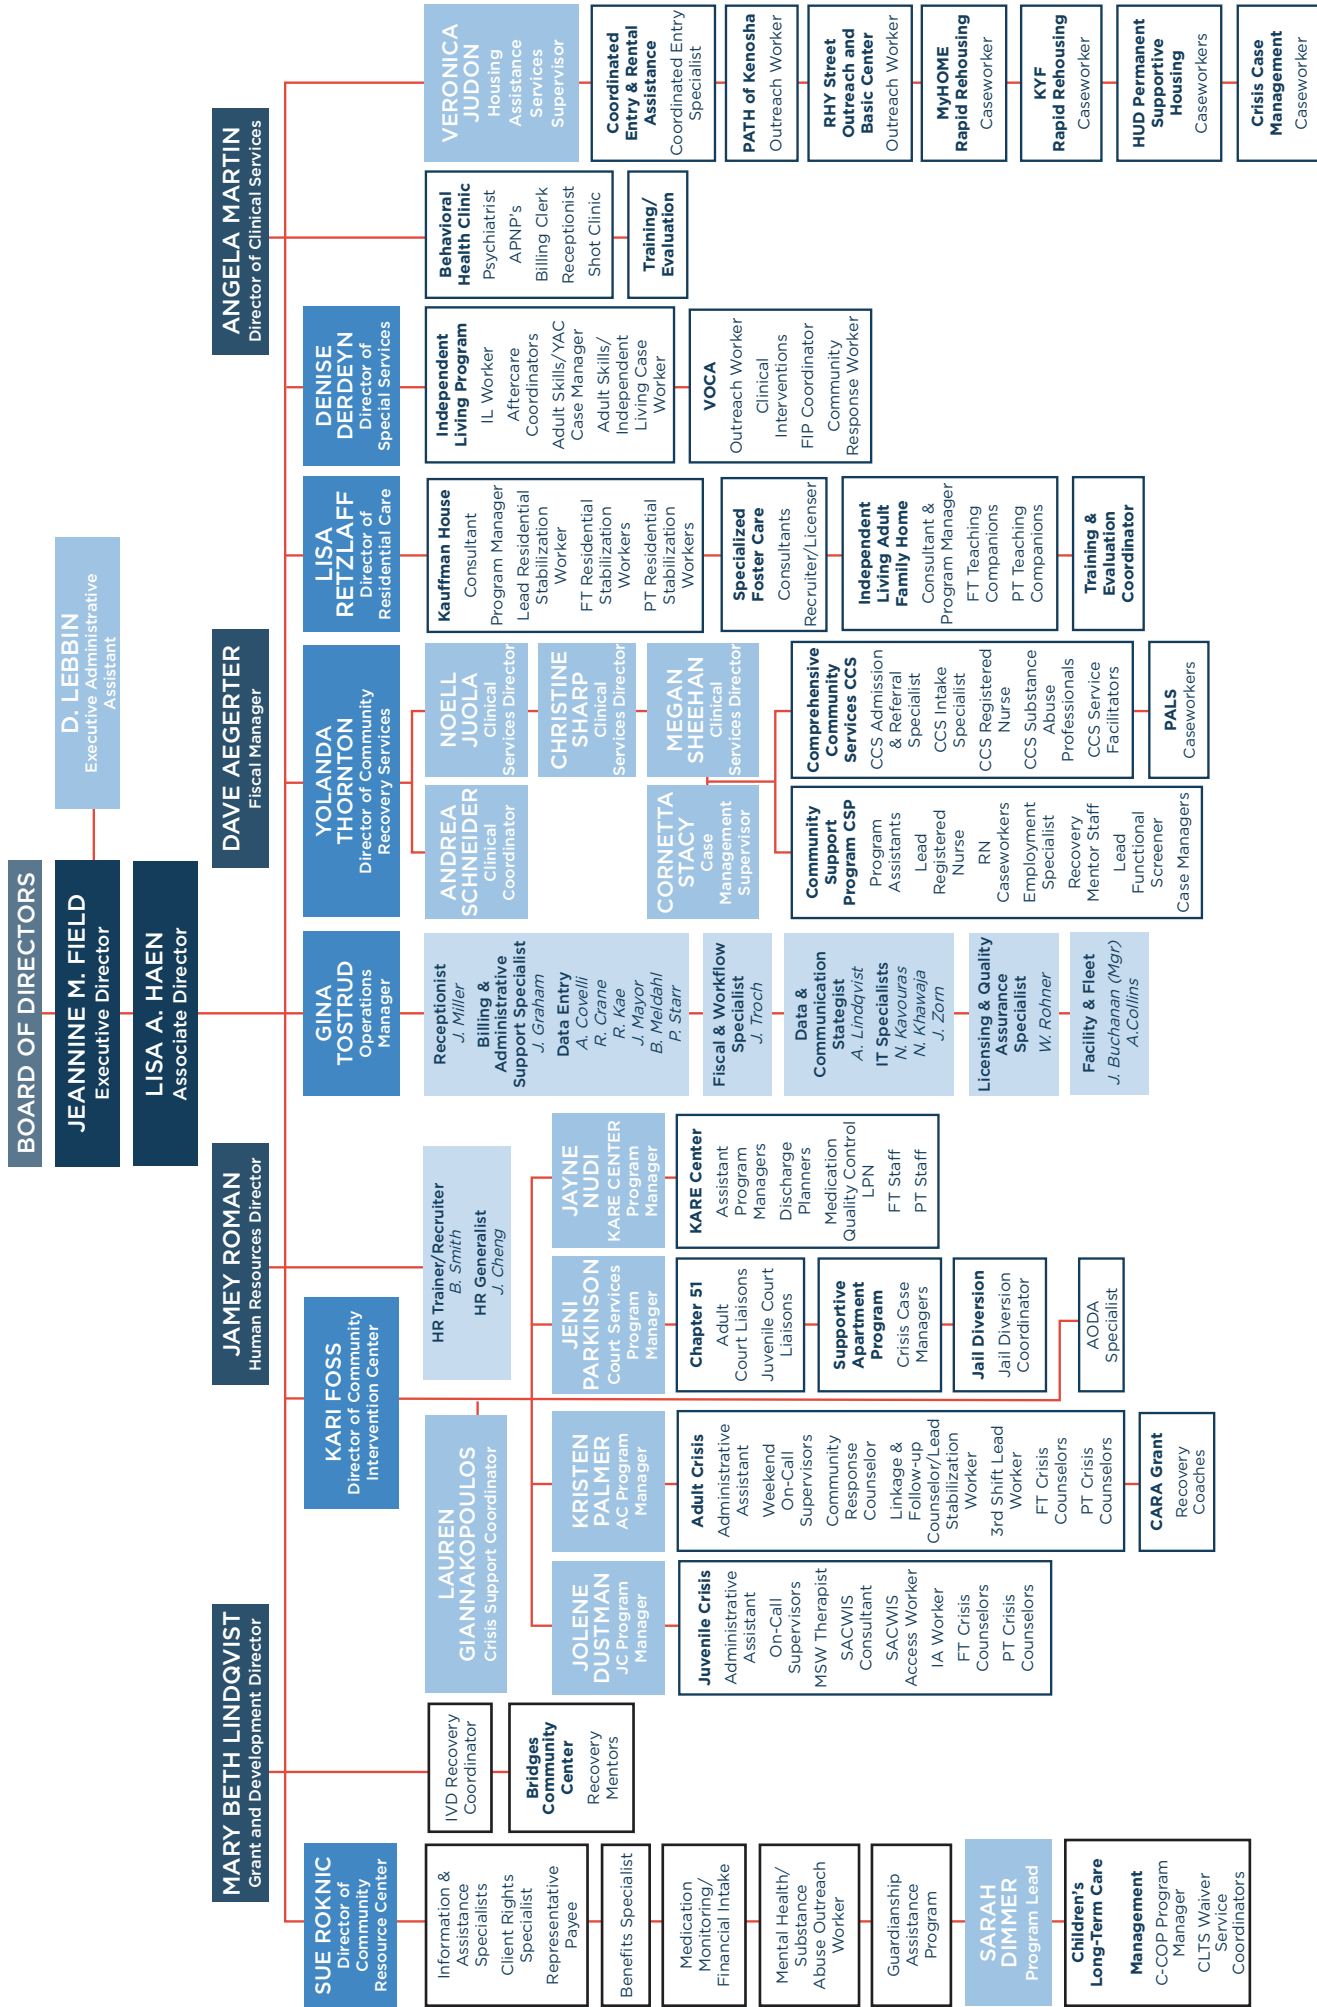 BOARD OF DIRECTORS
JEANNINE M. FIELD
Executive Director
D. LEBBIN
Executive Administrative
Assistant
LISA A. HAEN
Associate Director
MARY BETH LINDQVIST
Grant and Development Director
JAMEY ROMAN
Human Resources Director
DAVE AEGERTER
Fiscal Manager
ANGELA MARTIN
Director of Clinical Services
SUE ROKNIC
Director of
Community
Resource Center
Information &
Assistance
Specialists
Client Rights
Specialist
Representative
Payee
Benefits Specialist
Medication
Monitoring/
Financial Intake
Mental Health/
Substance
Abuse Outreach
Worker
Guardianship
Assistance
Program
SARAH
DIMMER
Program Lead
Children's
Long-Term Care
Management
C-COP Program
Manager
CLTS Waiver
Service
Coordinators
IVD Recovery
Coordinator
Bridges
Community
Center
Recovery
Mentors
KARI FOSS
Director of Community
Intervention Center
LAUREN
GIANNAKOPOULOS
Crisis Support Coordinator
JOLENE
DUSTMAN
JC Program
Manager
Juvenile Crisis
Administrative
Assistant
On-Call
Supervisors
MSW Therapist
SACWIS
Consultant
SACWIS
Access Worker
IA Worker
FT Crisis
Counselors
PT Crisis
Counselors
KRISTEN
PALMER
AC Program
Manager
Adult Crisis
Administrative
Assistant
Weekend
On-Call
Supervisors
Community
Response
Counselor
Linkage &
Follow-up
Counselor/Lead
Stabilization
Worker
3rd Shift Lead
Worker
FT Crisis
Counselors
PT Crisis
Counselors
CARA Grant
Recovery
Coaches
JENI
PARKINSON
Court Services
Program
Manager
Chapter 51
Adult
Court Liaisons
Juvenile Court
Liaisons
Supportive
Apartment
Program
Crisis Case
Managers
Jail Diversion
Jail Diversion
Coordinator
AODA
Specialist
JAYNE
NUDI
KARE CENTER
Program
Manager
KARE Center
Assistant
Program
Managers
Discharge
Planners
Medication
Quality Control
LPN
FT Staff
PT Staff
HR Trainer/Recruiter
B. Smith
HR Generalist
J. Cheng
GINA
TOSTRUD
Operations
Manager
Receptionist
J. Miller
Billing &
Administrative
Support Specialist
J. Graham
Data Entry
A. Covelli
R. Crane
R. Kae
J. Mayor
B. Meldahl
P. Starr
Fiscal & Workflow
Specialist
J. Troch
Data &
Communication
Stategist
A. Lindqvist
IT Specialists
N. Kavouras
N. Khawaja
J. Zorn
Licensing & Quality
Assurance
Specialist
W. Rohner
Facility & Fleet
J. Buchanan (Mgr)
A.Collins
YOLANDA
THORNTON
Director of Community
Recovery Services
ANDREA
SCHNEIDER
Clinical
Coordinator
NOELL
JUOLA
Clinical
Services Director
CHRISTINE
SHARP
Clinical
Services Director
CORNETTA
STACY
Case
Management
Supervisor
MEGAN
SHEEHAN
Clinical
Services Director
Community
Support
Program CSP
Program
Assistants
Lead
Registered
Nurse
RN
Caseworkers
Employment
Specialist
Recovery
Mentor Staff
Lead
Functional
Screener
Case Managers
Comprehensive
Community
Services CCS
CCS Admission
& Referral
Specialist
CCS Intake
Specialist
CCS Registered
Nurse
CCS Substance
Abuse
Professionals
CCS Service
Facilitators
PALS
Caseworkers
LISA
RETZLAFF
Director of
Residential Care
Kauffman House
Consultant
Program Manager
Lead Residential
Stabilization
Worker
FT Residential
Stabilization
Workers
PT Residential
Stabilization
Workers
Specialized
Foster Care
Consultants
Recruiter/Licenser
Independent
Living Adult
Family Home
Consultant &
Program Manager
FT Teaching
Companions
PT Teaching
Companions
Training &
Evaluation
Coordinator
DENISE
DERDEYN
Director of
Special Services
Independent
Living Program
IL Worker
Aftercare
Coordinators
Adult Skills/YAC
Case Manager
Adult Skills/
Independent
Living Case
Worker
VOCA
Outreach Worker
Clinical
Interventions
FIP Coordinator
Community
Response Worker
Behavioral
Health Clinic
Psychiatrist
APNP's
Billing Clerk
Receptionist
Shot Clinic
Training/
Evaluation
VERONICA
JUDON
Housing
Assistance
Services
Supervisor
Coordinated
Entry & Rental
Assistance
Coordinated Entry
Specialist
PATH of Kenosha
Outreach Worker
RHY Street
Outreach and
Basic Center
Outreach Worker
MyHOME
Rapid Rehousing
Caseworker
KYF
Rapid Rehousing
Caseworker
HUD Permanent
Supportive
Housing
Caseworkers
Crisis Case
Management
Caseworker